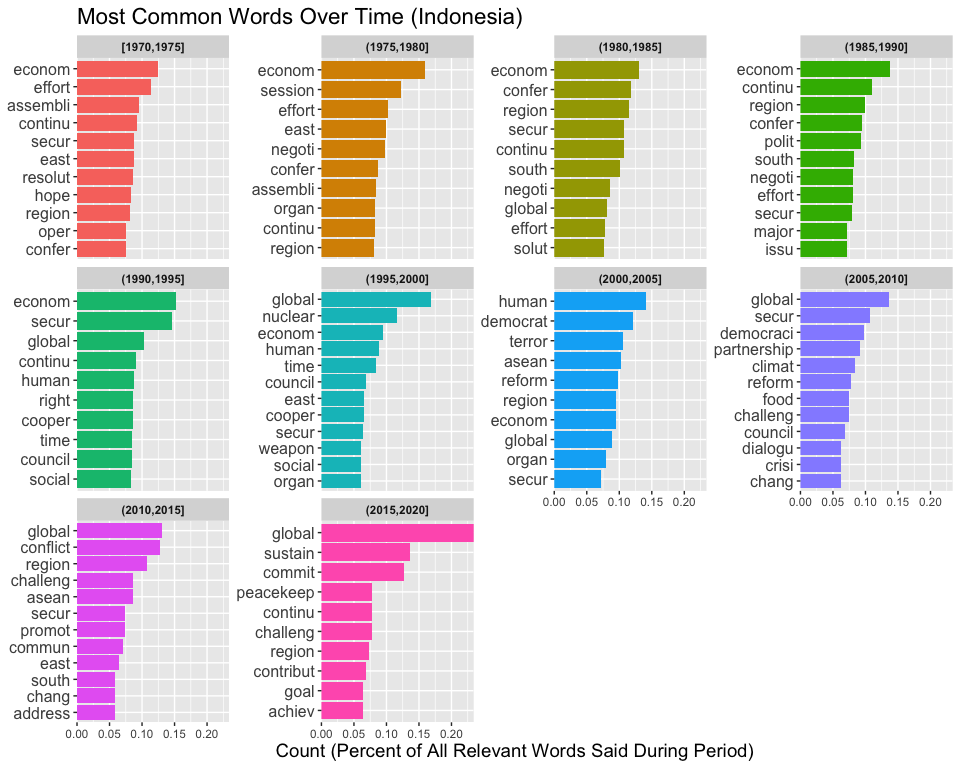 Most Common Words Over Time (Indonesia)
[1970,1975]
econom
effort
assembli
continu
secur
east
resolut
hope
region
oper
confer
(1975,1980]
econom
session
effort
east
negoti
confer
assembli
organ
continu
region
(1980,1985]
econom
confer
region
secur
continu
south
negoti
global
effort
solut
(1985,1990]
econom
continu
region
confer
polit
south
negoti
effort
secur
major
issu
(1990,1995]
econom
secur
global
continu
human
right
cooper
time
council
social
(1995,2000]
global
nuclear
econom
human
time
council
east
cooper
secur
weapon
social
organ
(2000,2005]
human
democrat
terror
asean
reform
region
econom
global
organ
secur
0.00 0.05 0.10 0.15 0.20
(2005,2010]
global
secur
democraci
partnership
climat
reform
food
challeng
council
dialogu
crisi
chang
0.00 0.05 0.10 0.15 0.20
(2010,2015]
global
conflict
region
challeng
asean
secur
promot
commun
east
south
chang
address
0.00 0.05 0.10 0.15 0.20
(2015,2020]
global
sustain
commit
peacekeep
continu
challeng
region
contribut
goal
achiev
0.00 0.05 0.10 0.15 0.20
Count (Percent of All Relevant Words Said During Period)